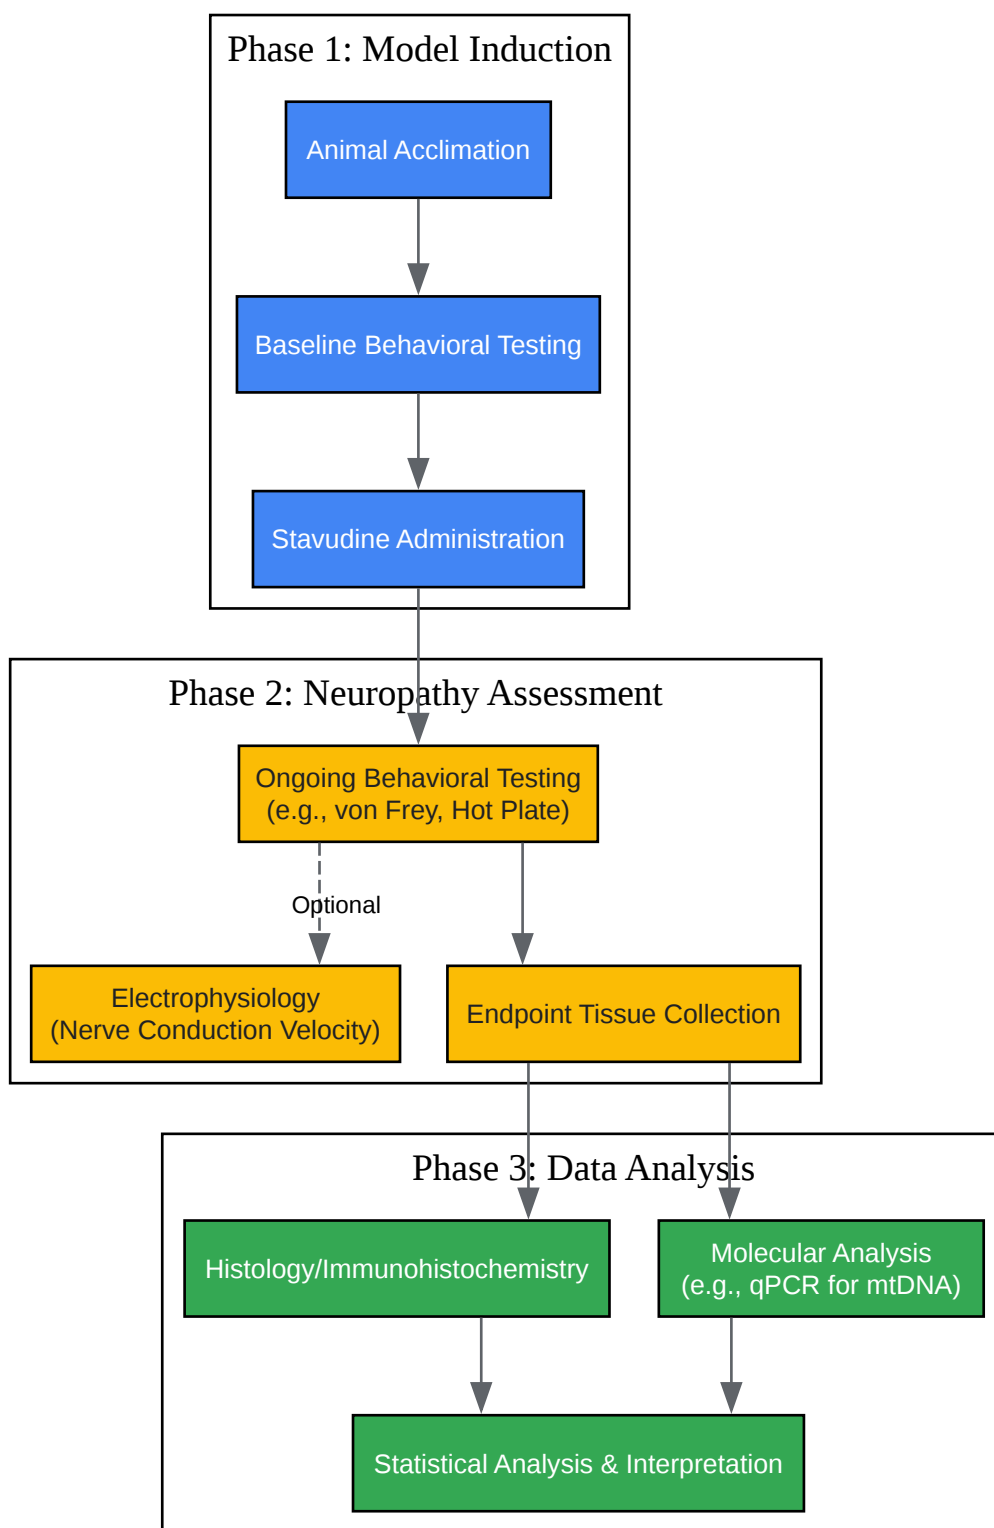 Phase 1: Model Induction
Animal Acclimation
Baseline Behavioral Testing
Stavudine Administration
Phase 2: Neuropathy Assessment
Ongoing Behavioral Testing
(e.g., von Frey, Hot Plate)
Optional
Electrophysiology
(Nerve Conduction Velocity)
Endpoint Tissue Collection
Phase 3: Data Analysis
Histology/Immunohistochemistry
Molecular Analysis
(e.g., qPCR for mtDNA)
Statistical Analysis & Interpretation